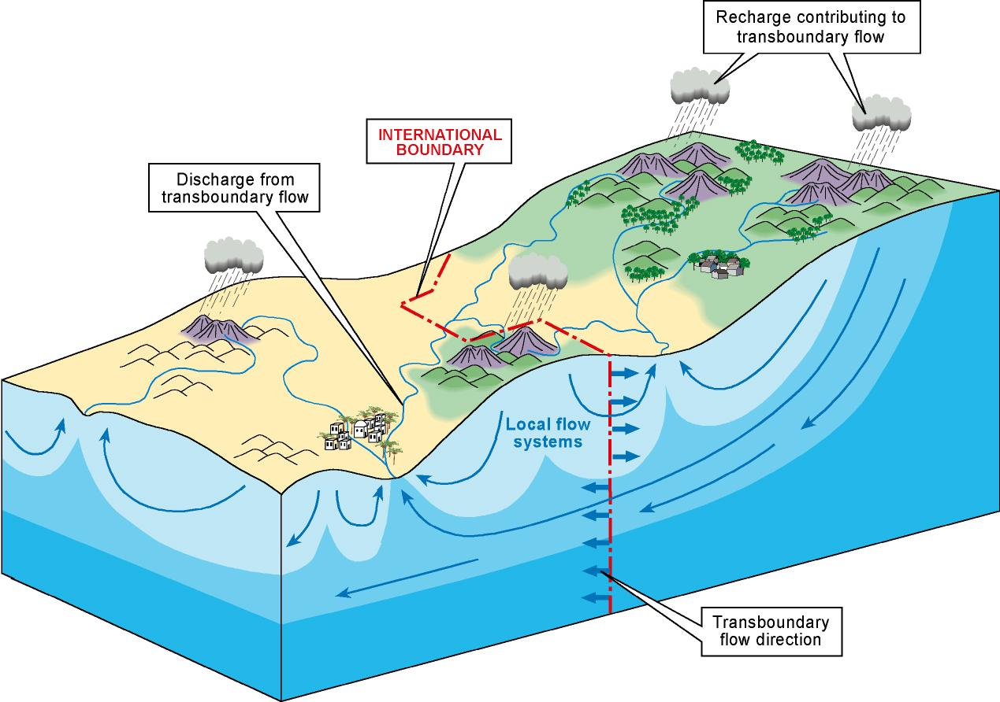 Recharge contributing to
transboundary flow
INTERNATIONAL
BOUNDARY
Discharge from
transboundary flow
Local flow
systems
Transboundary
flow direction